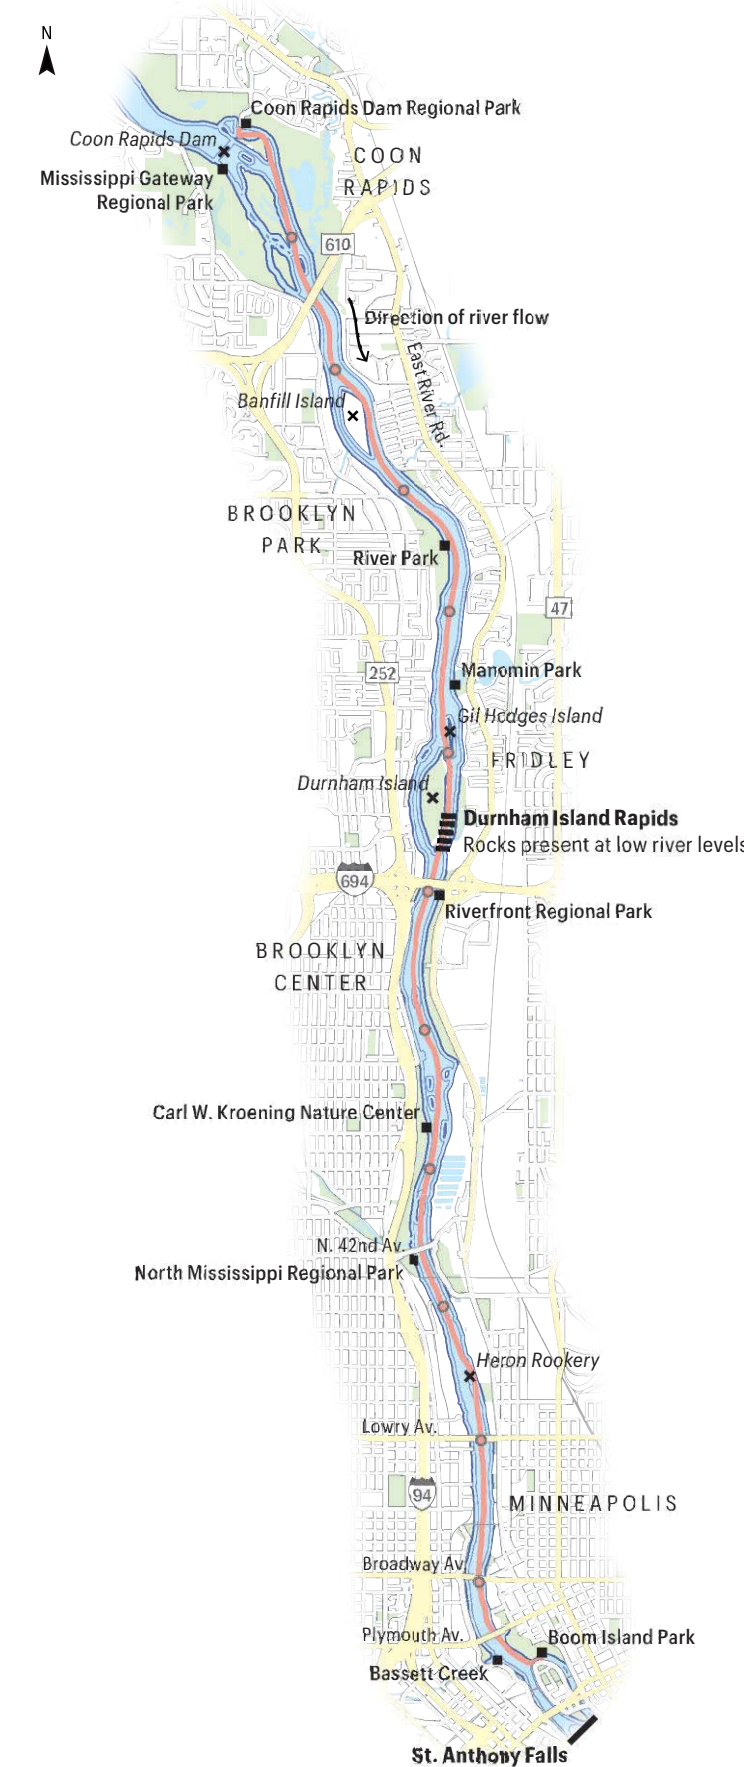 N
Coon Rapids Dam Regional Park
Coon Rapids Dam
COON
RAPIDS
Mississippi Gateway
Regional Park
610
Direction of river flow
East River Rd.
Banfill Island
BROOKLYN
PARK
River Park
47
252
Manomin Park
Gil Hodges Island
FRIDLEY
Durnham Island
Durnham Island Rapids
Rocks present at low river levels
694
Riverfront Regional Park
BROOKLYN
CENTER
Carl W. Kroening Nature Center
N. 42nd Av.
North Mississippi Regional Park
Heron Rookery
Lowry Av.
94
MINNEAPOLIS
Broadway Av.
Plymouth Av.
Boom Island Park
Bassett Creek
St. Anthony Falls